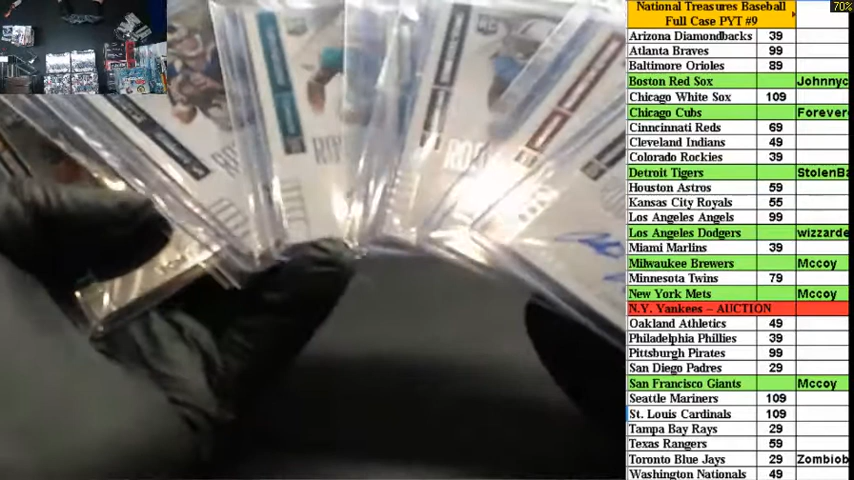 National Treasures Baseball
Full Case PYT #9
70%
Arizona Diamondbacks 39
Atlanta Braves 99
Baltimore Orioles 89
Boston Red Sox Johnnyc
Chicago White Sox 109
Chicago Cubs Forever
Cinncinnati Reds 69
Cleveland Indians 49
Colorado Rockies 39
Detroit Tigers StolenBa
Houston Astros 59
Kansas City Royals 55
Los Angeles Angels 99
Los Angeles Dodgers wizzarde
Miami Marlins 39
Milwaukee Brewers Mccoy
Minnesota Twins 79
New York Mets Mccoy
N.Y. Yankees – AUCTION
Oakland Athletics 49
Philadelphia Phillies 39
Pittsburgh Pirates 99
San Diego Padres 29
San Francisco Giants Mccoy
Seattle Mariners 109
St. Louis Cardinals 109
Tampa Bay Rays 29
Texas Rangers 59
Toronto Blue Jays 29 Zombiob
Washington Nationals 49